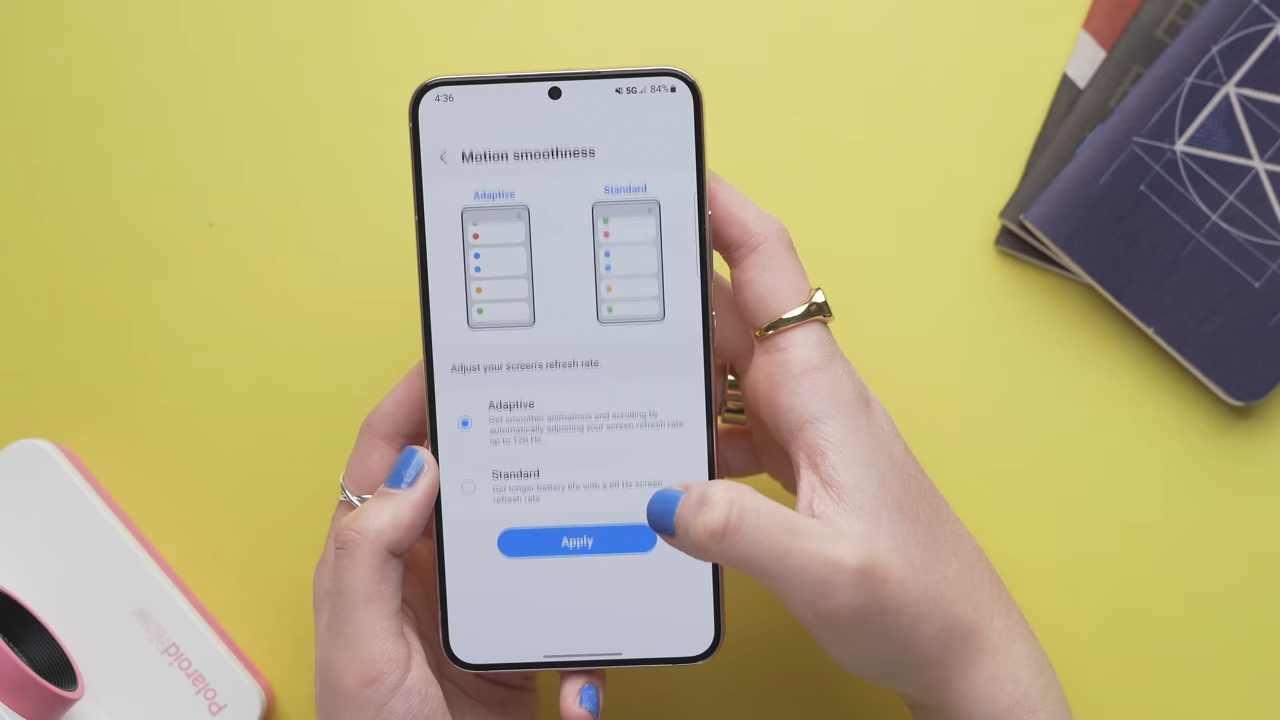 4:36
5G 84%
Motion smoothness
Adaptive
Standard
Adjust your screen's refresh rate.
Adaptive
Get smoother animations and scrolling by
automatically adjusting your screen refresh rate
up to 120 Hz.
Standard
Get longer battery life with a 60 Hz screen
refresh rate.
Apply
Polaroid Now